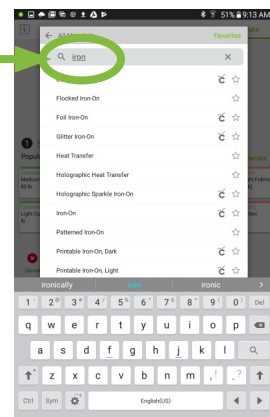 51% 9:13 AM
All Materials Favorites
iron
Flocked Iron-On
Foil Iron-On
Glitter Iron-On
Heat Transfer
Holographic Heat Transfer
Holographic Sparkle Iron-On
Iron-On
Patterned Iron-On
Printable Iron-On, Dark
Printable Iron-On, Light
ironically iron ironic
1 2 3 4 5 6 7 8 9 0 Del
q w e r t y u i o p
a s d f g h j k l
z x c v b n m , ! . ?
Ctrl Sym English(US)